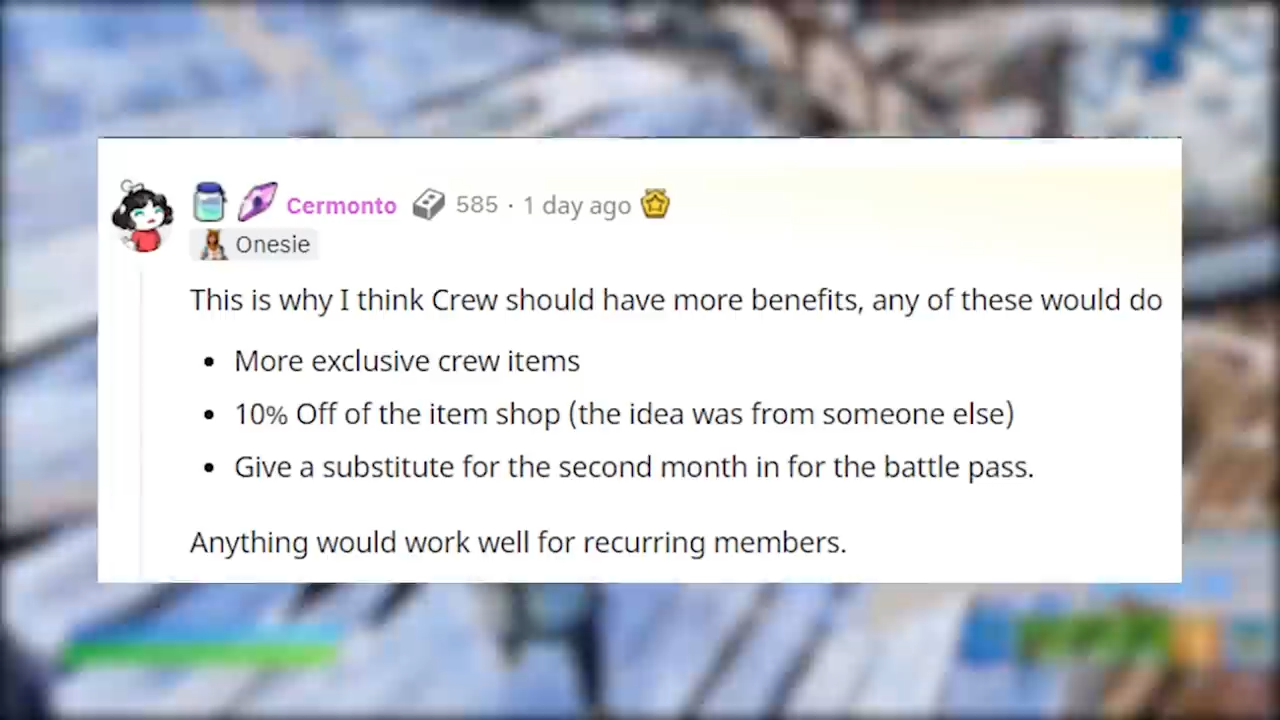 Cermonto 585 · 1 day ago
Onesie
This is why I think Crew should have more benefits, any of these would do
• More exclusive crew items
• 10% Off of the item shop (the idea was from someone else)
• Give a substitute for the second month in for the battle pass.
Anything would work well for recurring members.